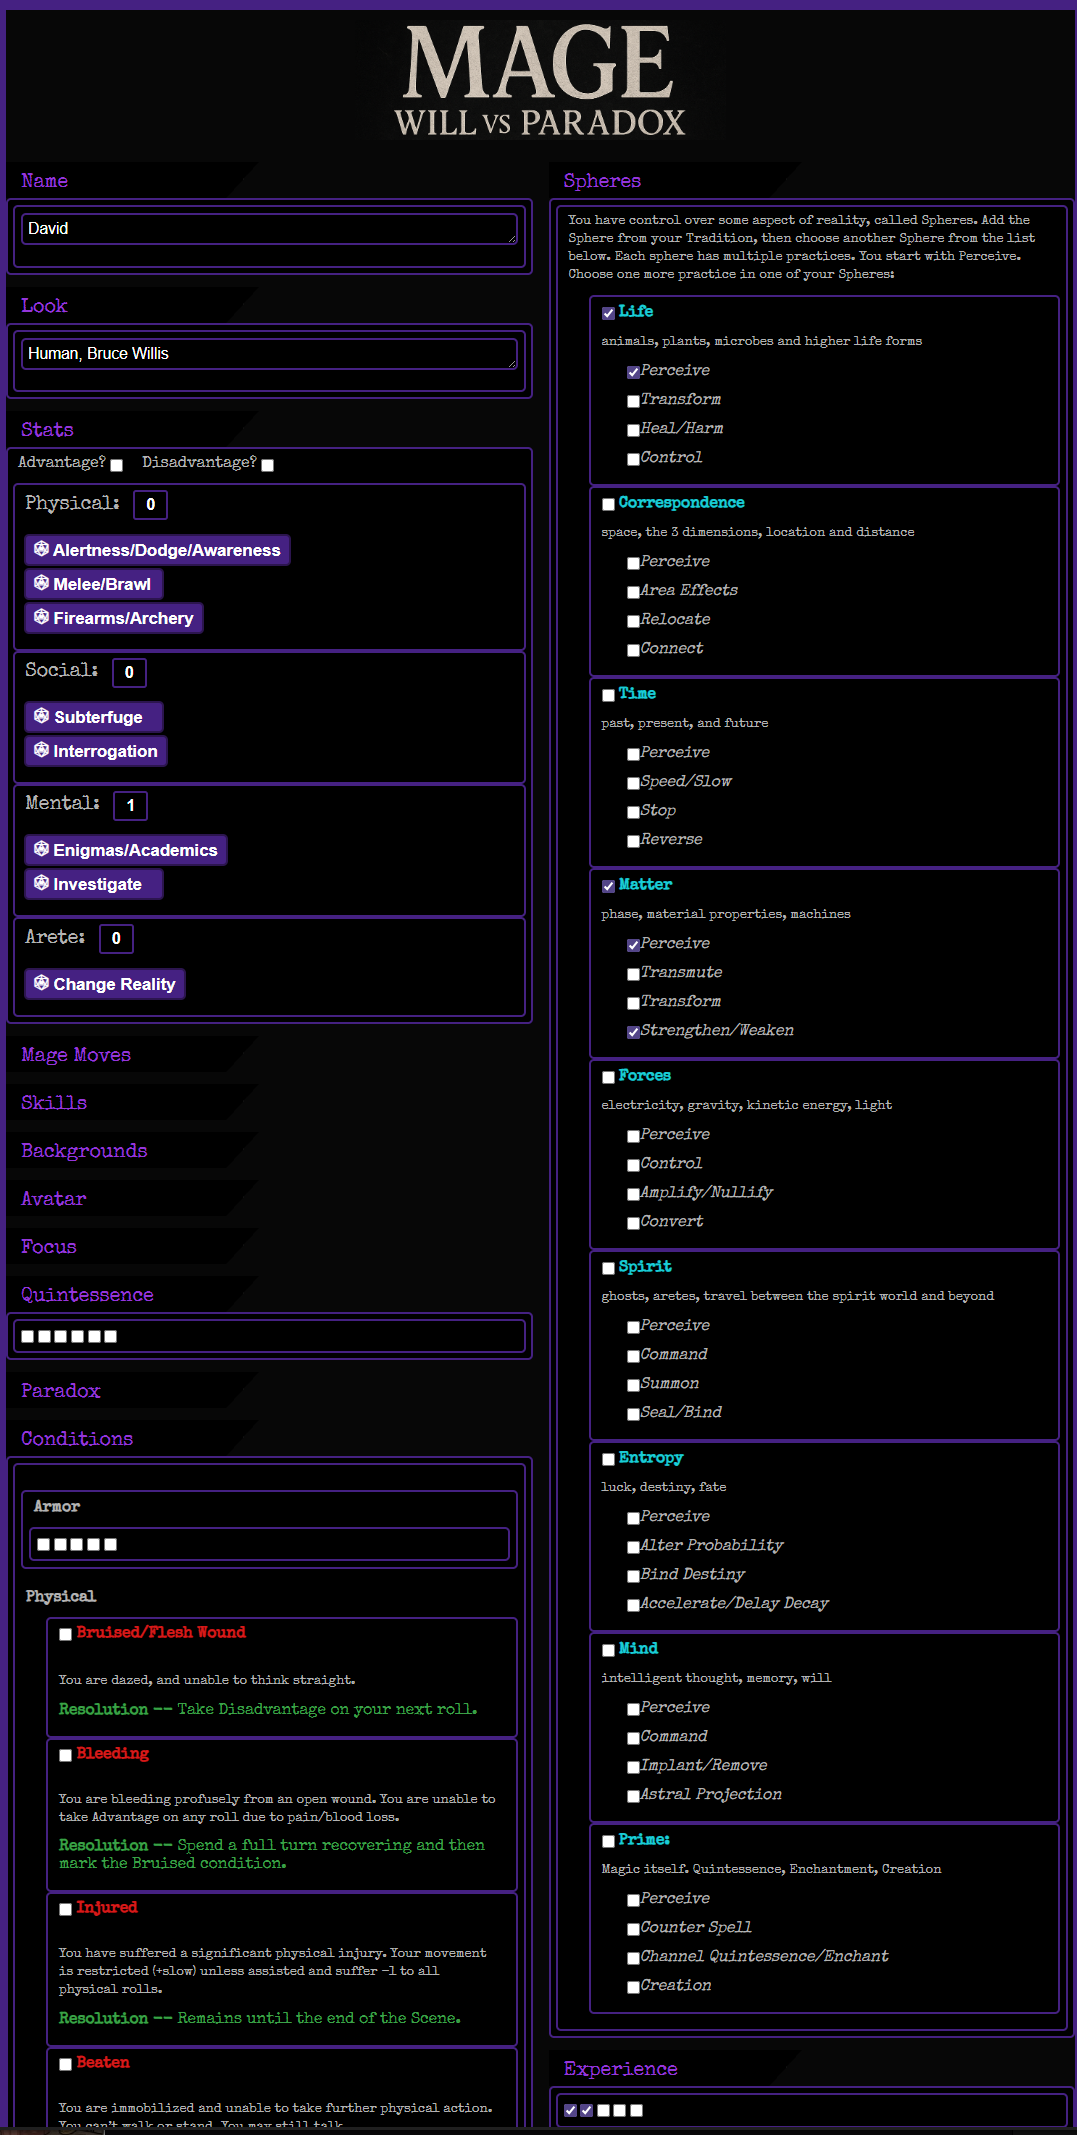 MAGE
WILL VS PARADOX
Name
David
Look
Human, Bruce Willis
Stats
Advantage? Disadvantage?
Physical: 0
Alertness/Dodge/Awareness
Melee/Brawl
Firearms/Archery
Social: 0
Subterfuge
Interrogation
Mental: 1
Enigmas/Academics
Investigate
Arete: 0
Change Reality
Mage Moves
Skills
Backgrounds
Avatar
Focus
Quintessence
Paradox
Conditions
Armor
Physical
Bruised/Flesh Wound
You are dazed, and unable to think straight.
Resolution -- Take Disadvantage on your next roll.
Bleeding
You are bleeding profusely from an open wound. You are unable to
take Advantage on any roll due to pain/blood loss.
Resolution -- Spend a full turn recovering and then
mark the Bruised condition.
Injured
You have suffered a significant physical injury. Your movement
is restricted (+slow) unless assisted and suffer -1 to all
physical rolls.
Resolution -- Remains until the end of the Scene.
Beaten
You are immobilized and unable to take further physical action.
You can't walk or stand. You may still talk.
Spheres
You have control over some aspect of reality, called Spheres. Add the
Sphere from your Tradition, then choose another Sphere from the list
below. Each sphere has multiple practices. You start with Perceive.
Choose one more practice in one of your Spheres:
Life
animals, plants, microbes and higher life forms
Perceive
Transform
Heal/Harm
Control
Correspondence
space, the 3 dimensions, location and distance
Perceive
Area Effects
Relocate
Connect
Time
past, present, and future
Perceive
Speed/Slow
Stop
Reverse
Matter
phase, material properties, machines
Perceive
Transmute
Transform
Strengthen/Weaken
Forces
electricity, gravity, kinetic energy, light
Perceive
Control
Amplify/Nullify
Convert
Spirit
ghosts, aretes, travel between the spirit world and beyond
Perceive
Command
Summon
Seal/Bind
Entropy
luck, destiny, fate
Perceive
Alter Probability
Bind Destiny
Accelerate/Delay Decay
Mind
intelligent thought, memory, will
Perceive
Command
Implant/Remove
Astral Projection
Prime:
Magic itself. Quintessence, Enchantment, Creation
Perceive
Counter Spell
Channel Quintessence/Enchant
Creation
Experience